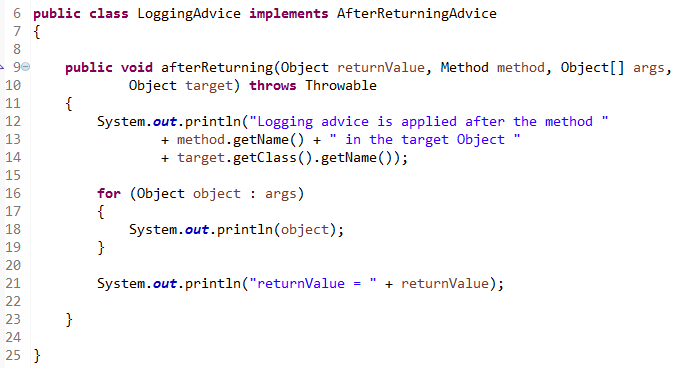 6 public class LoggingAdvice implements AfterReturningAdvice
7 {
8
9 public void afterReturning(Object returnValue, Method method, Object[] args,
10 Object target) throws Throwable
11 {
12 System.out.println("Logging advice is applied after the method "
13 + method.getName() + " in the target Object "
14 + target.getClass().getName());
15
16 for (Object object : args)
17 {
18 System.out.println(object);
19 }
20
21 System.out.println("returnValue = " + returnValue);
22
23 }
24
25 }